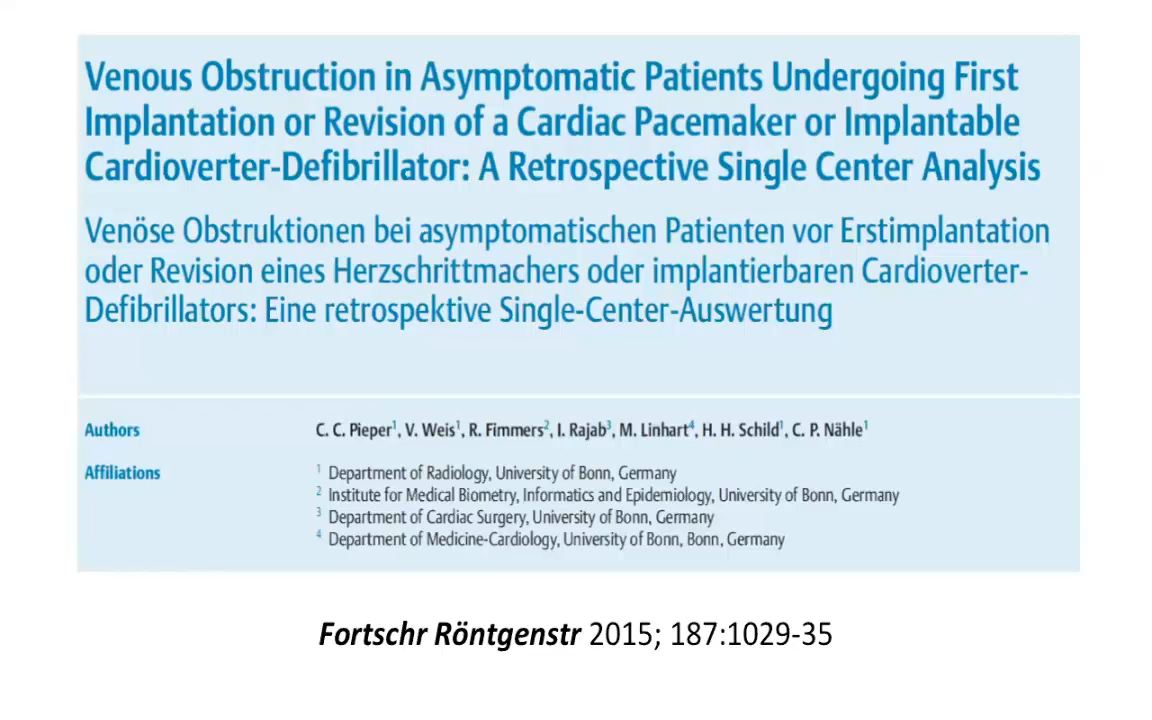 Venous Obstruction in Asymptomatic Patients Undergoing First
Implantation or Revision of a Cardiac Pacemaker or Implantable
Cardioverter-Defibrillator: A Retrospective Single Center Analysis
Venöse Obstruktionen bei asymptomatischen Patienten vor Erstimplantation
oder Revision eines Herzschrittmachers oder implantierbaren Cardioverter-
Defibrillators: Eine retrospektive Single-Center-Auswertung
Authors C. C. Pieper¹, V. Weis¹, R. Fimmers², I. Rajab³, M. Linhart⁴, H. H. Schild¹, C. P. Nähle¹
Affiliations ¹ Department of Radiology, University of Bonn, Germany
² Institute for Medical Biometry, Informatics and Epidemiology, University of Bonn, Germany
³ Department of Cardiac Surgery, University of Bonn, Germany
⁴ Department of Medicine-Cardiology, University of Bonn, Bonn, Germany
Fortschr Röntgenstr 2015; 187:1029-35